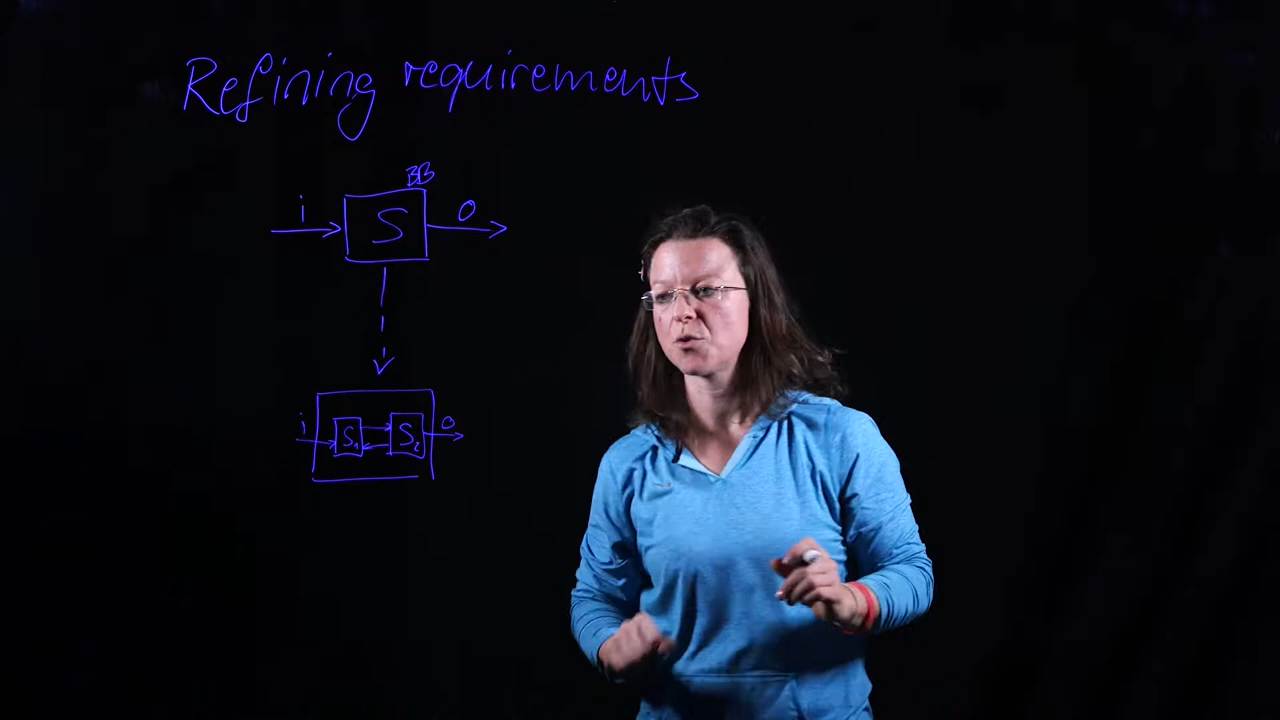 Refining requirements
BB
i S o
i S₁ S₂ o